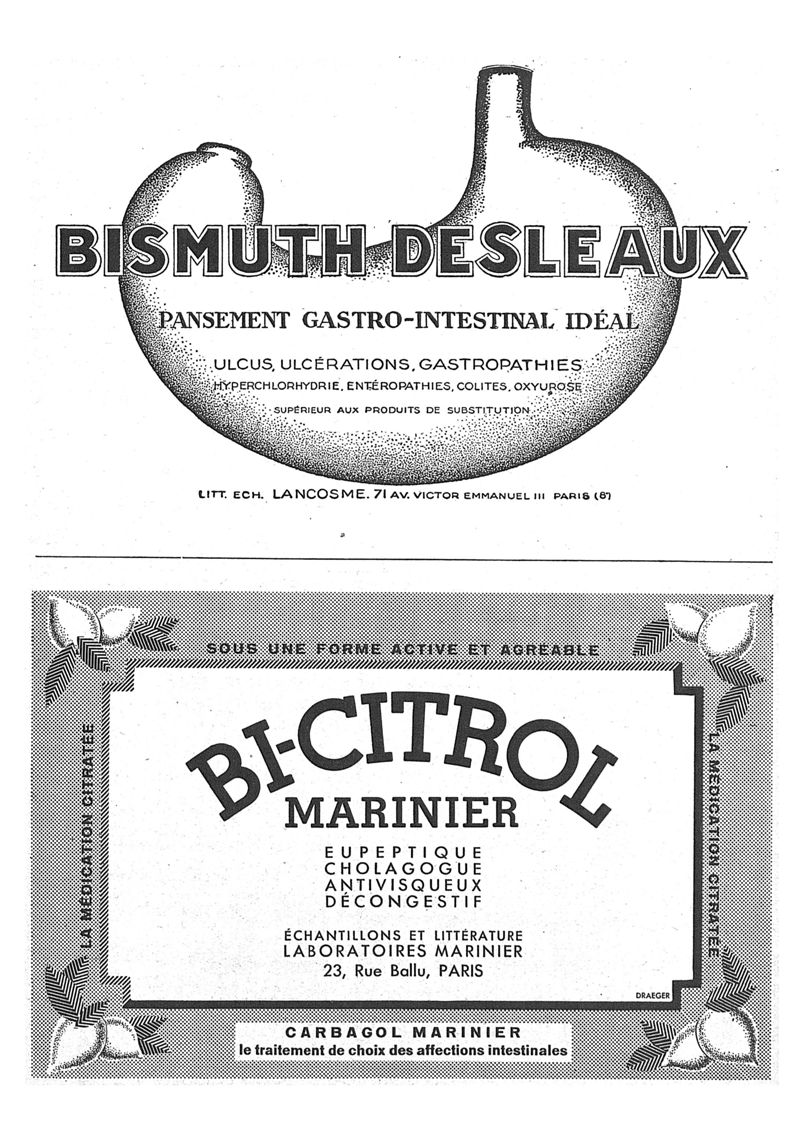 BISMUTH DESLEAUX
PANSEMENT GASTRO-INTESTINAL IDÉAL
ULCUS, ULCÉRATIONS, GASTROPATHIES
HYPERCHLORHYDRIE, ENTÉROPATHIES, COLITES, OXYUROSE
SUPÉRIEUR AUX PRODUITS DE SUBSTITUTION
LITT. ECH. LANCOSME. 71 AV. VICTOR EMMANUEL III PARIS (8e)
SOUS UNE FORME ACTIVE ET AGRÉABLE
LA MÉDICATION CITRATÉE
BI-CITROL
MARINIER
EUPEPTIQUE
CHOLAGOGUE
ANTIVISQUEUX
DÉCONGESTIF
ÉCHANTILLONS ET LITTÉRATURE
LABORATOIRES MARINIER
23, Rue Ballu, PARIS
DRAEGER
LA MÉDICATION CITRATÉE
CARBAGOL MARINIER
le traitement de choix des affections intestinales